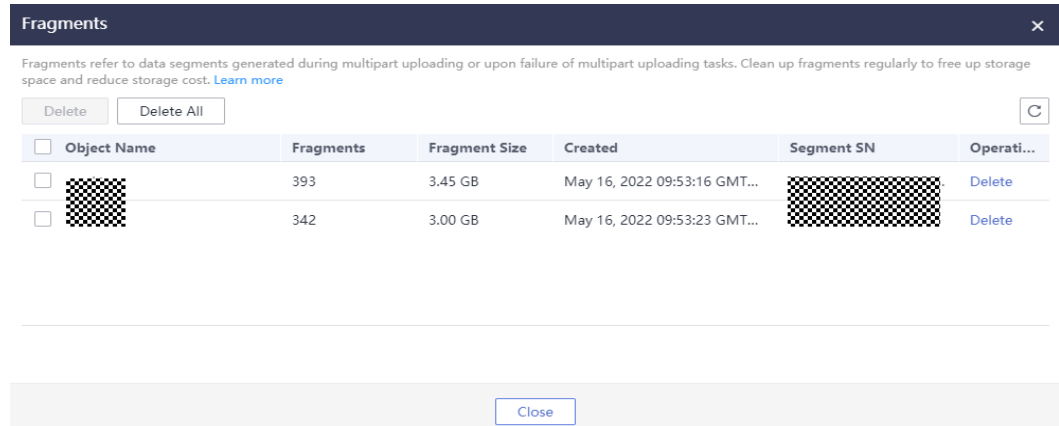 Fragments
Fragments refer to data segments generated during multipart uploading or upon failure of multipart uploading tasks. Clean up fragments regularly to free up storage
space and reduce storage cost. Learn more
Delete Delete All
Object Name Fragments Fragment Size Created Segment SN Operati...
393 3.45 GB May 16, 2022 09:53:16 GMT... Delete
342 3.00 GB May 16, 2022 09:53:23 GMT... Delete
Close